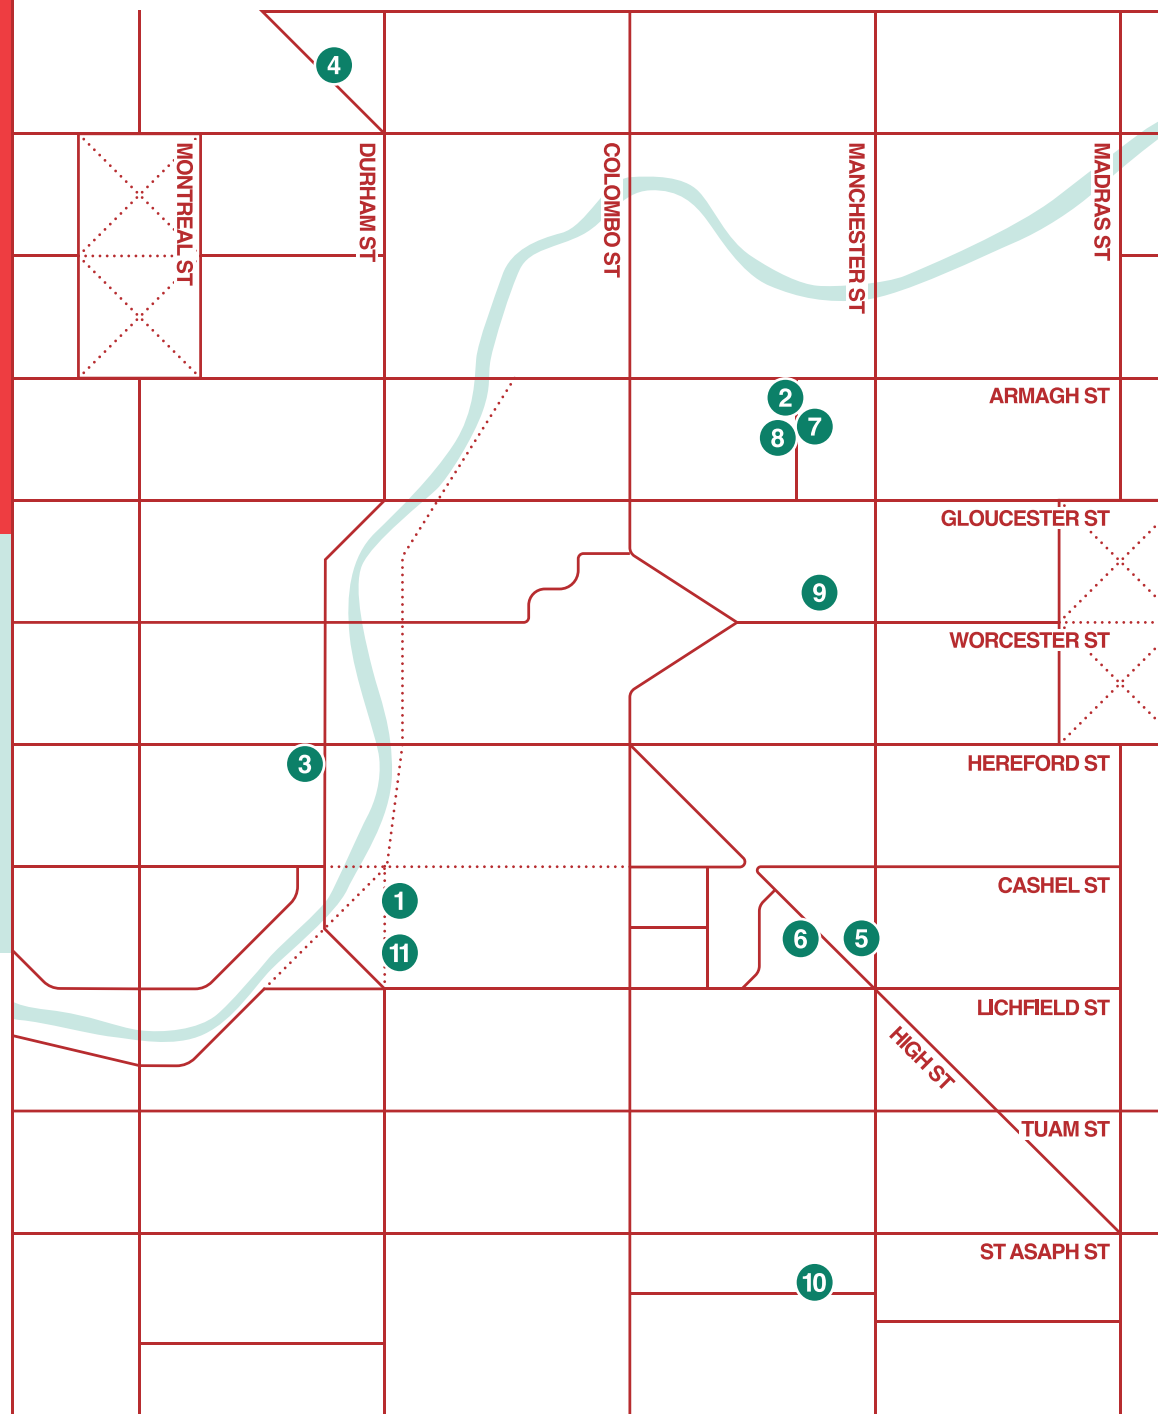 4
MONTREAL ST
DURHAM ST
COLOMBO ST
MANCHESTER ST
MADRAS ST
ARMAGH ST
2
7
8
GLOUCESTER ST
9
WORCESTER ST
3
HEREFORD ST
CASHEL ST
1
6
5
11
LICHFIELD ST
HIGH ST
TUAM ST
ST ASAPH ST
10